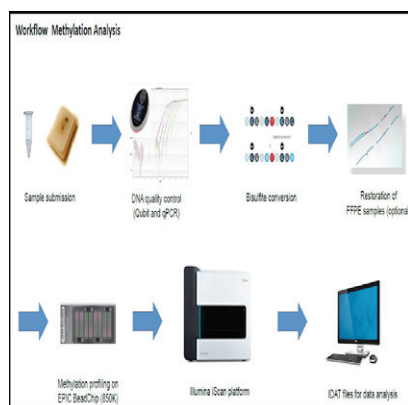 Workflow Methylation Analysis
Sample submission
DNA quality control
(Qubit and qPCR)
Bisulfite conversion
Restoration of
FFPE samples (optional
Methylation profiling on
EPIC BeadChip (850K)
Illumina iScan platform
IDAT files for data analysis